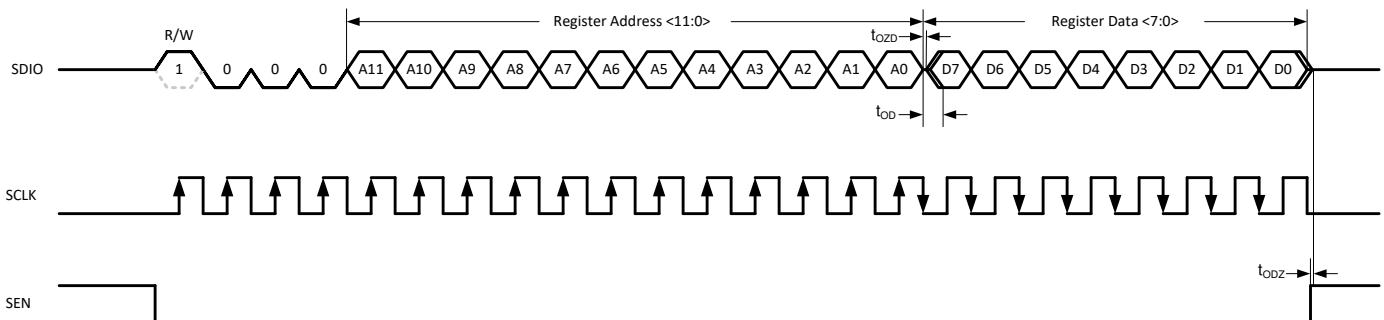 Register Address <11:0> Register Data <7:0>
R/W tOZD
SDIO 1 0 0 0 A11 A10 A9 A8 A7 A6 A5 A4 A3 A2 A1 A0 D7 D6 D5 D4 D3 D2 D1 D0
tOD
SCLK
tODZ
SEN